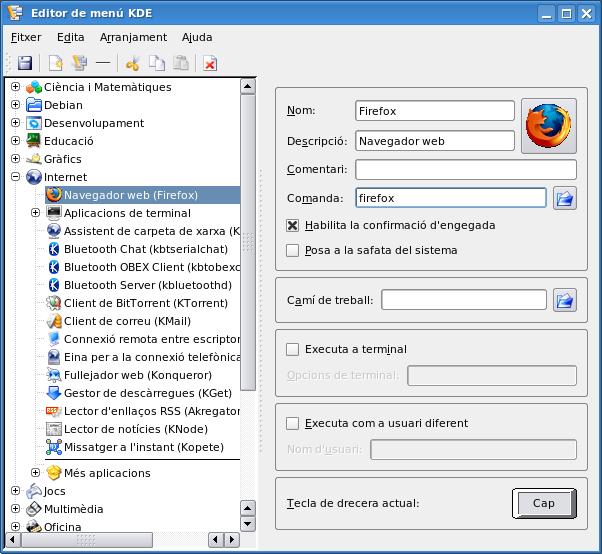 Editor de menú KDE
Fitxer Edita Arranjament Ajuda
Ciència i Matemàtiques
Debian
Desenvolupament
Educació
Gràfics
Internet
Navegador web (Firefox)
Aplicacions de terminal
Assistent de carpeta de xarxa (K
Bluetooth Chat (kbtserialchat)
Bluetooth OBEX Client (kbtobexc
Bluetooth Server (kbluetoothd)
Client de BitTorrent (KTorrent)
Client de correu (KMail)
Connexió remota entre escriptor
Eina per a la connexió telefònica
Fullejador web (Konqueror)
Gestor de descàrregues (KGet)
Lector d'enllaços RSS (Akregator
Lector de notícies (KNode)
Missatger a l'instant (Kopete)
Més aplicacions
Jocs
Multimèdia
Oficina
Nom: Firefox
Descripció: Navegador web
Comentari:
Comanda: firefox
Habilita la confirmació d'engegada
Posa a la safata del sistema
Camí de treball:
Executa a terminal
Opcions de terminal:
Executa com a usuari diferent
Nom d'usuari:
Tecla de drecera actual: Cap